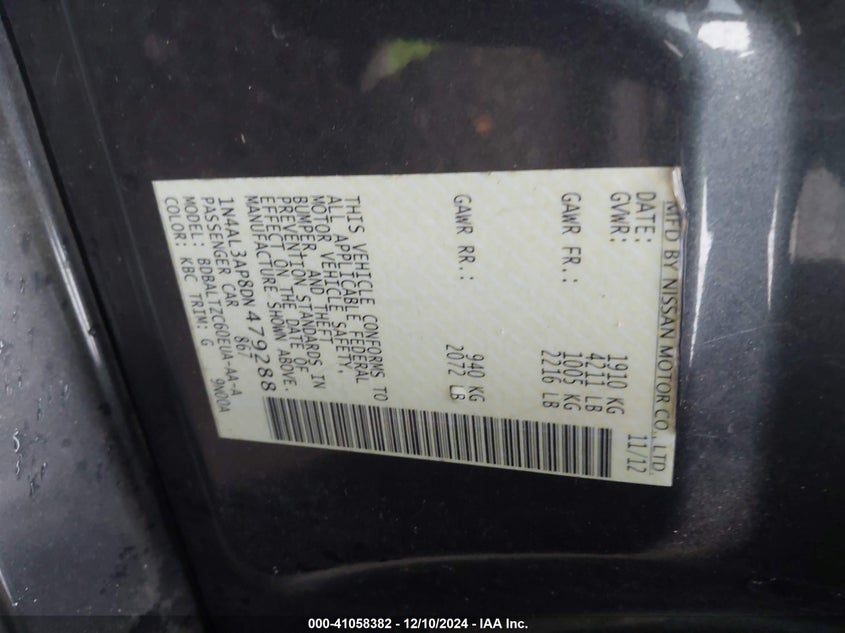 MFD BY NISSAN MOTOR CO., LTD.
DATE: 11/12
GVWR: 1910 KG
4211 LB
GAWR FR.: 1005 KG
2216 LB
GAWR RR.: 940 KG
2072 LB
THIS VEHICLE CONFORMS TO
ALL APPLICABLE FEDERAL
MOTOR VEHICLE SAFETY
BUMPER AND THEFT
PREVENTION STANDARDS IN
EFFECT ON THE DATE OF
MANUFACTURE SHOWN ABOVE.
1N4AL3AP8DN479288
PASSENGER CAR 867
MODEL: BDBALTZC60EUA-AA-A
COLOR: KBC TRIM: G 9N00A
000-41058382 - 12/10/2024 - IAA Inc.